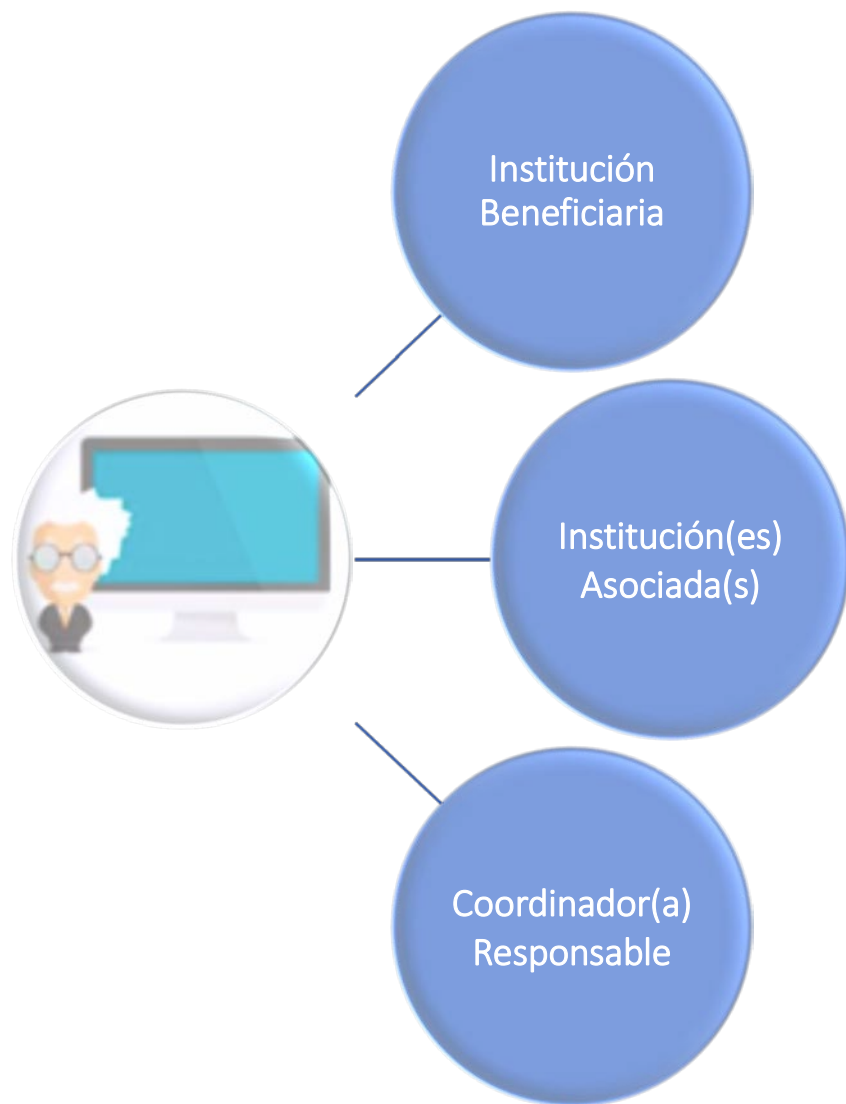 Institución
Beneficiaria
Institución(es)
Asociada(s)
Coordinador(a)
Responsable